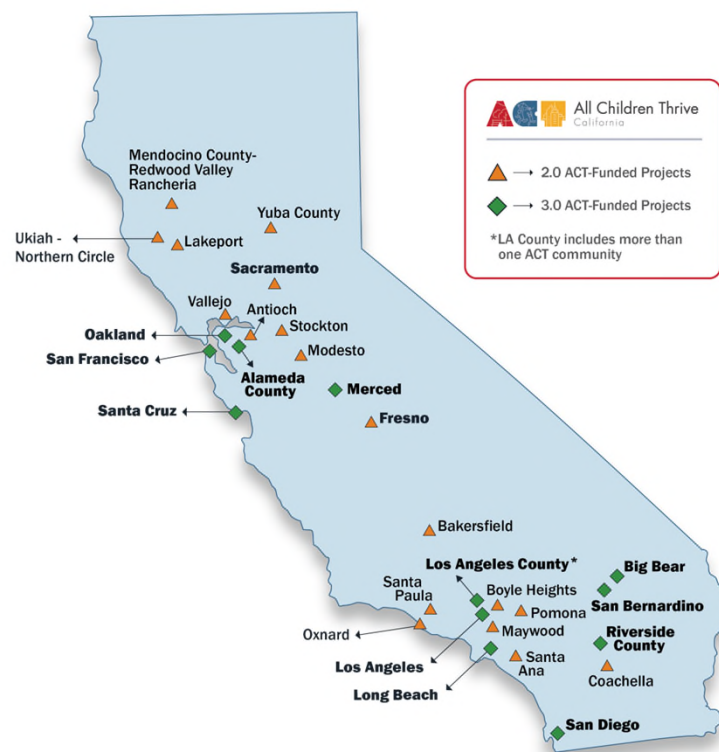 ACT All Children Thrive
California
→ 2.0 ACT-Funded Projects
→ 3.0 ACT-Funded Projects
*LA County includes more than
one ACT community
Mendocino County-
Redwood Valley
Rancheria
Yuba County
Ukiah -
Northern Circle
Lakeport
Sacramento
Vallejo
Antioch
Stockton
Oakland
Modesto
San Francisco
Alameda
County
Merced
Santa Cruz
Fresno
Bakersfield
Los Angeles County*
Big Bear
Santa
Paula
Boyle Heights
San Bernardino
Pomona
Oxnard
Maywood
Riverside
County
Los Angeles
Santa
Ana
Coachella
Long Beach
San Diego